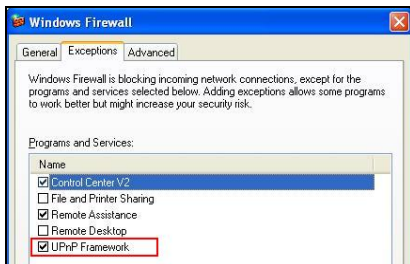 Windows Firewall
General Exceptions Advanced
Windows Firewall is blocking incoming network connections, except for the
programs and services selected below. Adding exceptions allows some programs
to work better but might increase your security risk.
Programs and Services:
Name
Control Center V2
File and Printer Sharing
Remote Assistance
Remote Desktop
UPnP Framework